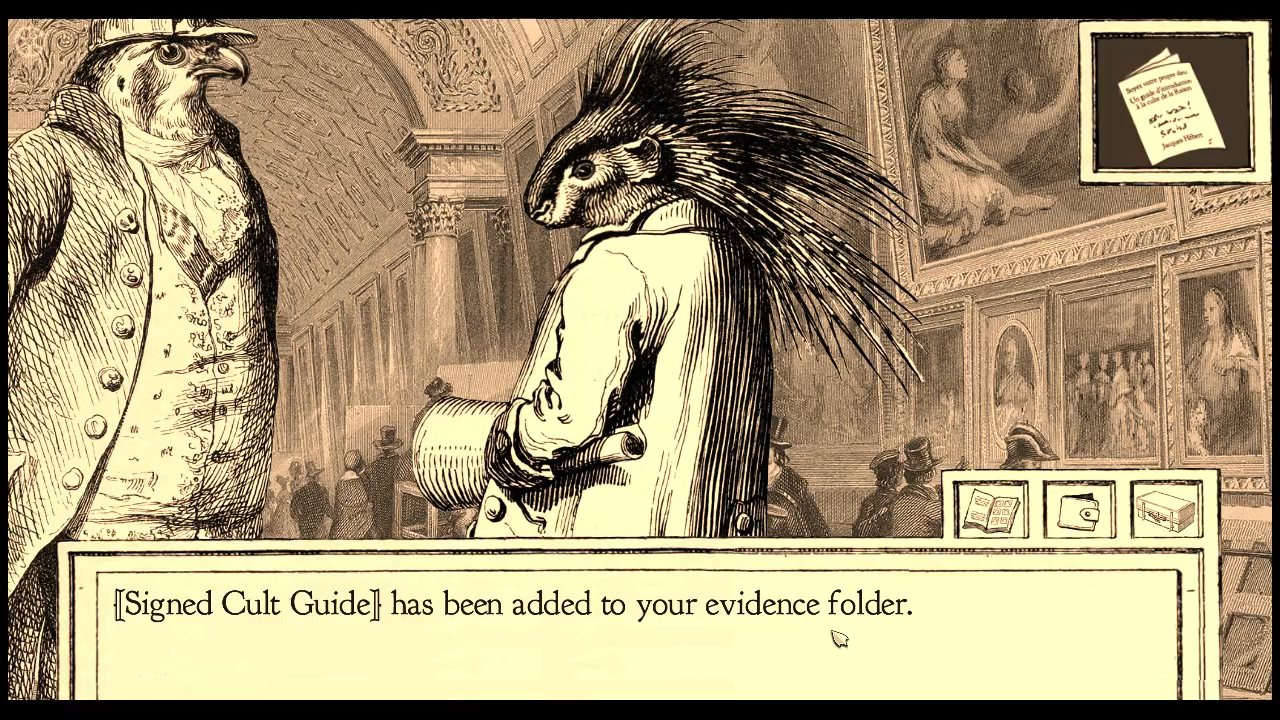 Soyez votre propre dieu
Un guide d'introduction
à la culte de la Raison
Jacques Hébert
⟦Signed Cult Guide⟧ has been added to your evidence folder.